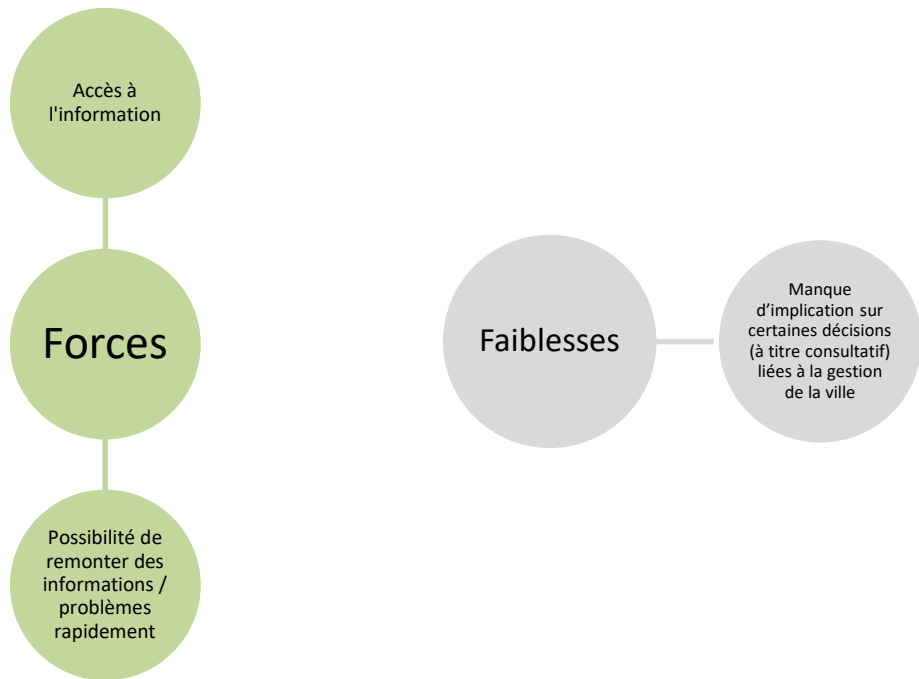 Accès à
l'information
Forces
Possibilité de
remonter des
informations /
problèmes
rapidement
Faiblesses
Manque
d’implication sur
certaines décisions
(à titre consultatif)
liées à la gestion
de la ville